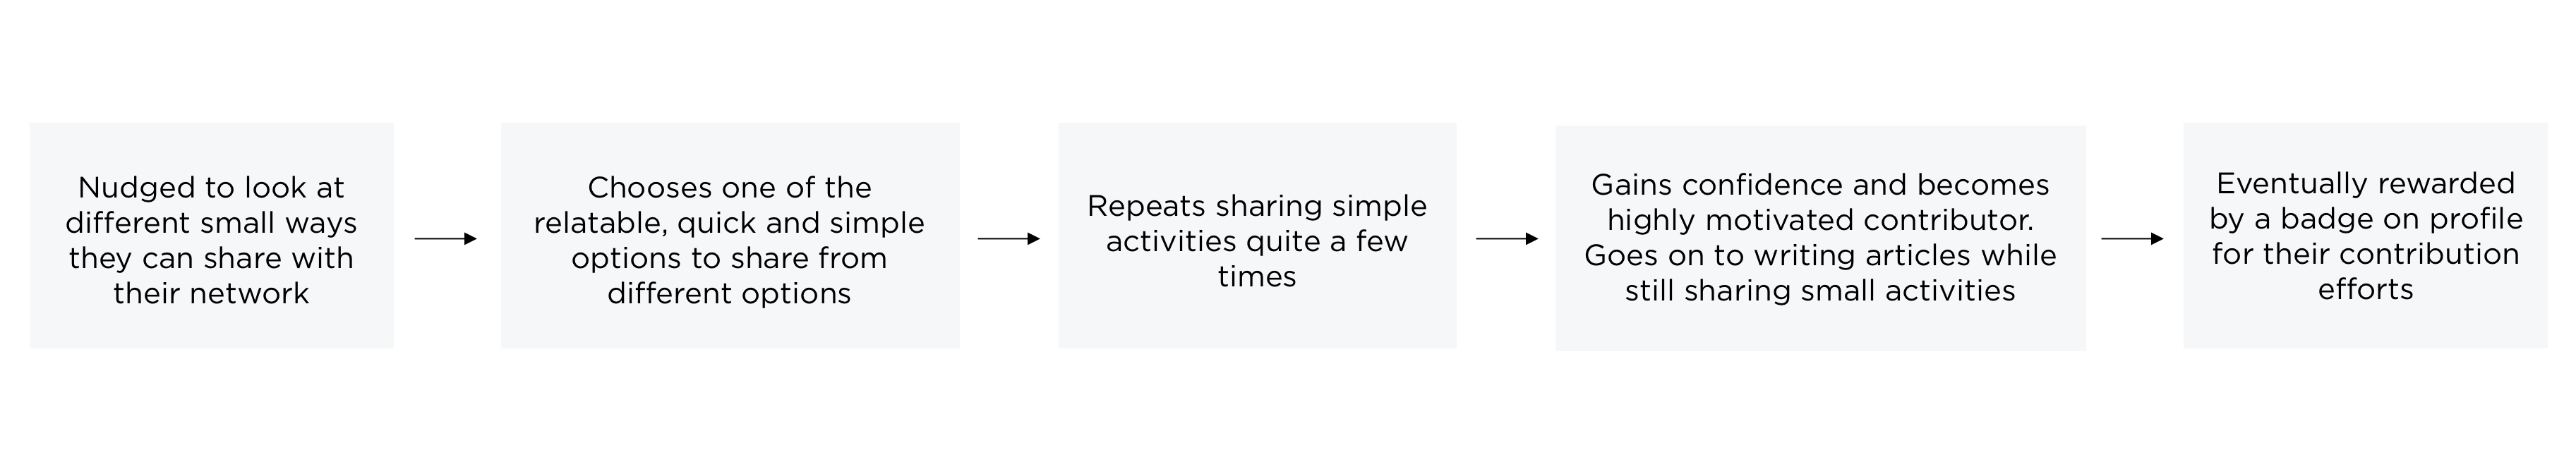 Nudged to look at
different small ways
they can share with
their network
Chooses one of the
relatable, quick and simple
options to share from
different options
Repeats sharing simple
activities quite a few
times
Gains confidence and becomes
highly motivated contributor.
Goes on to writing articles while
still sharing small activities
Eventually rewarded
by a badge on profile
for their contribution
efforts